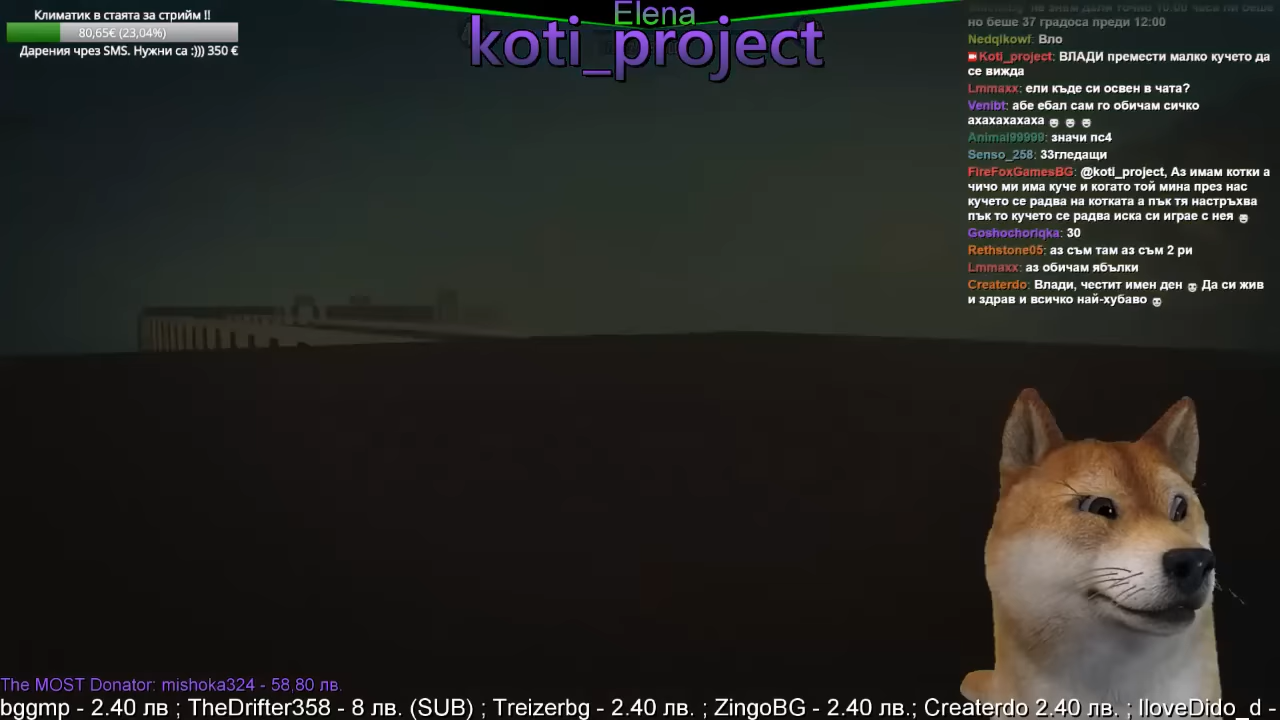 Климатик в стаята за стрийм !!
80,65€ (23,04%)
Дарения чрез SMS. Нужни са :))) 350 €
Elena
koti_project
но беше 37 градоса преди 12:00
Nedqlkowf: Вло
Koti_project: ВЛАДИ премести малко кучето да
се вижда
Lmmaxx: ели къде си освен в чата?
Venibt: абе ебал сам го обичам сичко
ахахахахаха
Animal99999: значи пс4
Senso_258: 33гледащи
FireFoxGamesBG: @koti_project, Аз имам котки а
чичо ми има куче и когато той мина през нас
кучето се радва на котката а пък тя настръхва
пък то кучето се радва иска си играе с нея
Goshochoriqka: 30
Rethstone05: аз съм там аз съм 2 ри
Lmmaxx: аз обичам ябълки
Createrdo: Влади, честит имен ден Да си жив
и здрав и всичко най-хубаво
The MOST Donator: mishoka324 - 58,80 лв.
bggmp - 2.40 лв ; TheDrifter358 - 8 лв. (SUB) ; Treizerbg - 2.40 лв. ; ZingoBG - 2.40 лв.; Createrdo 2.40 лв. ; IloveDido_d -